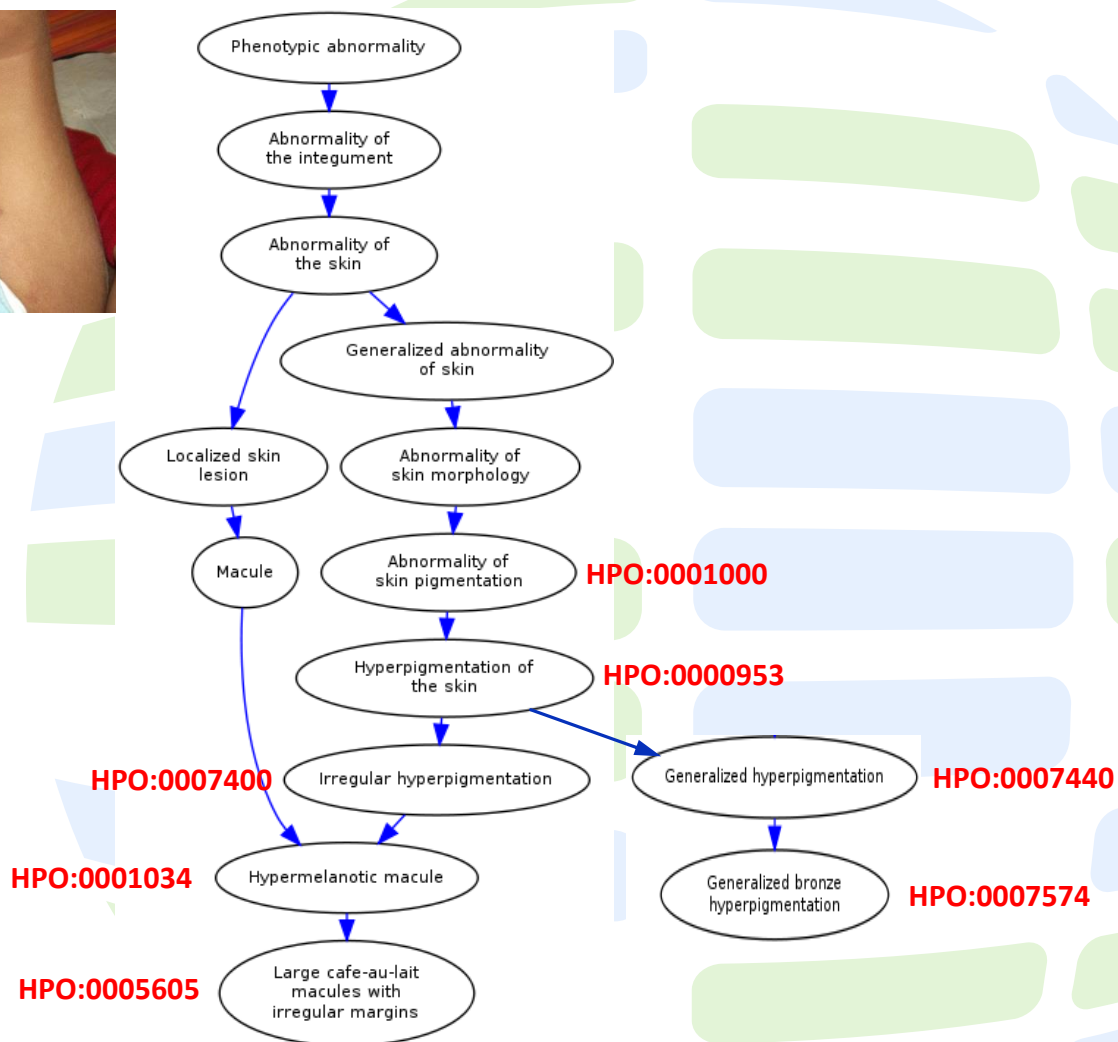 Phenotypic abnormality
Abnormality of
the integument
Abnormality of
the skin
Generalized abnormality
of skin
Localized skin
lesion
Abnormality of
skin morphology
Macule
Abnormality of
skin pigmentation
HPO:0001000
Hyperpigmentation of
the skin
HPO:0000953
HPO:0007400
Irregular hyperpigmentation
Generalized hyperpigmentation
HPO:0007440
HPO:0001034
Hypermelanotic macule
Generalized bronze
hyperpigmentation
HPO:0007574
HPO:0005605
Large cafe-au-lait
macules with
irregular margins